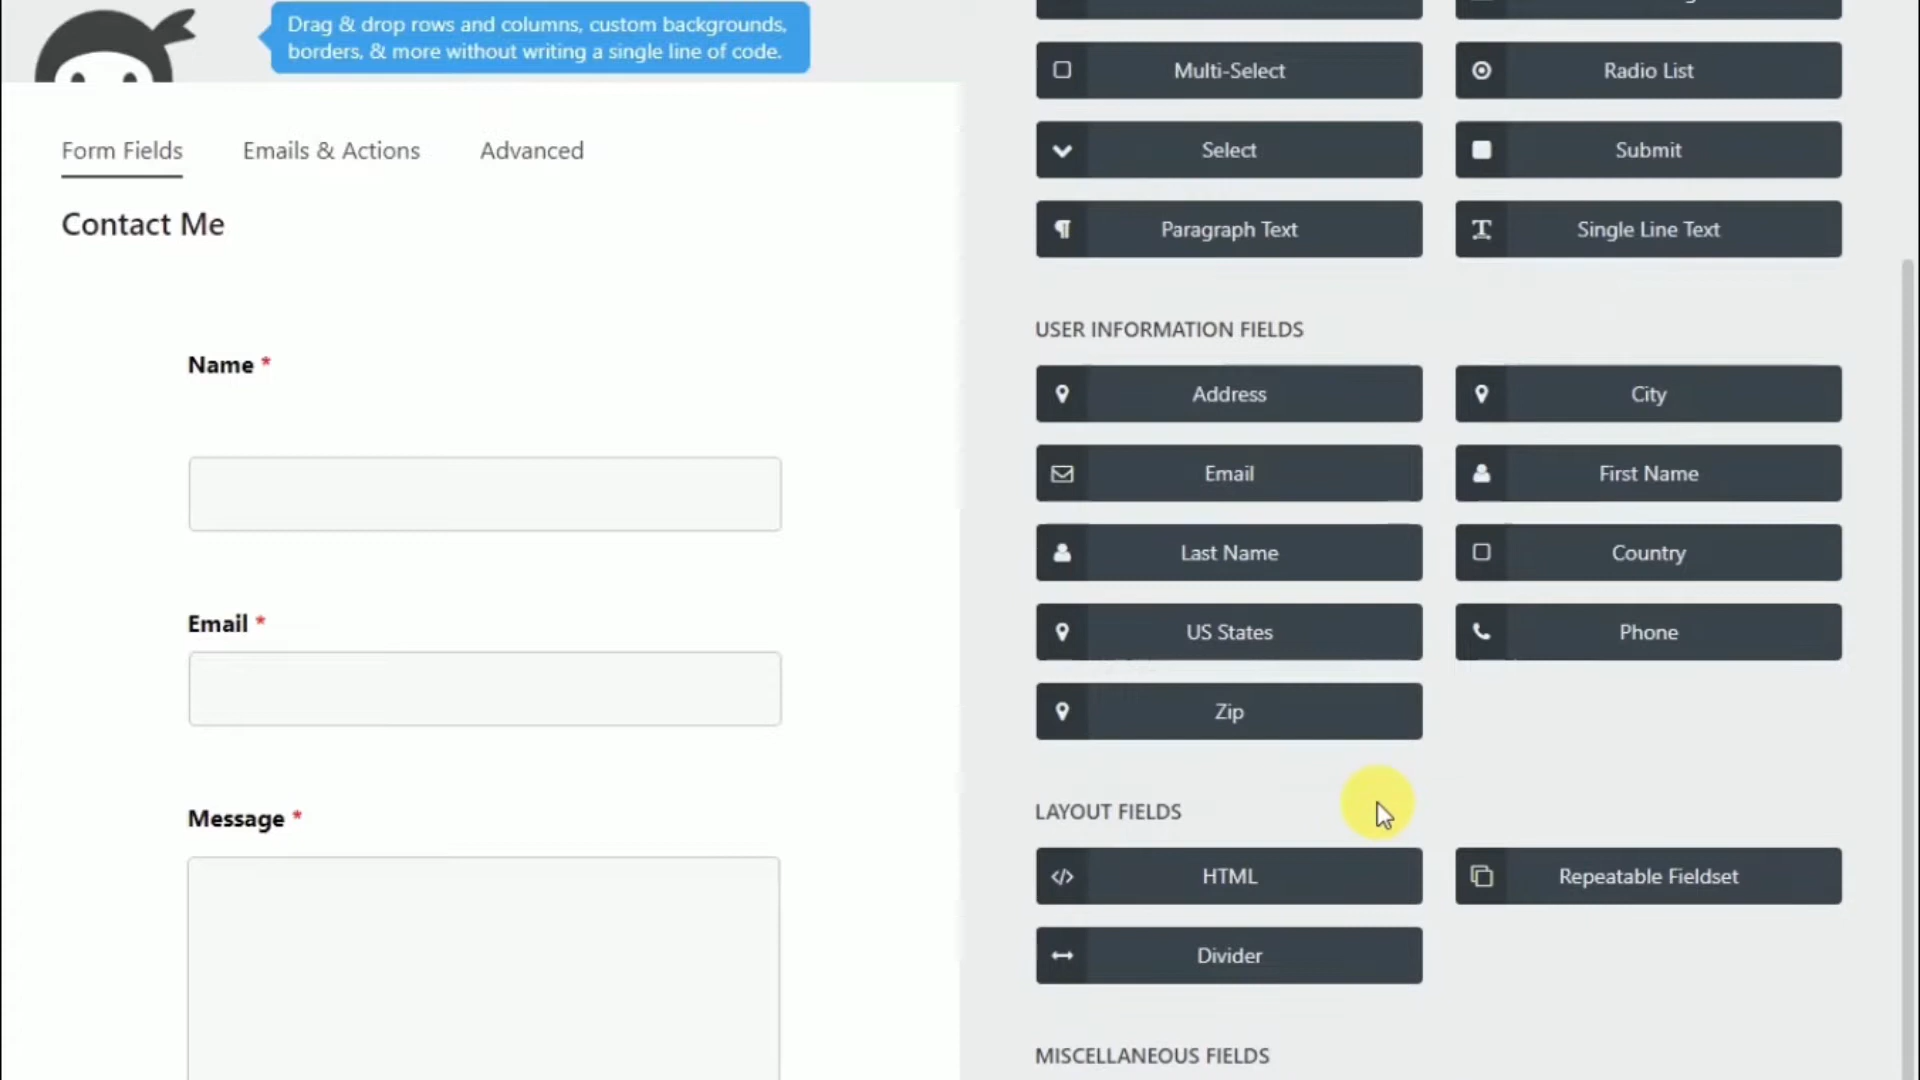 Drag & drop rows and columns, custom backgrounds,
borders, & more without writing a single line of code.
Form Fields
Emails & Actions
Advanced
Contact Me
Name *
Email *
Message *
Multi-Select
Radio List
Select
Submit
Paragraph Text
Single Line Text
USER INFORMATION FIELDS
Address
City
Email
First Name
Last Name
Country
US States
Phone
Zip
LAYOUT FIELDS
HTML
Repeatable Fieldset
Divider
MISCELLANEOUS FIELDS